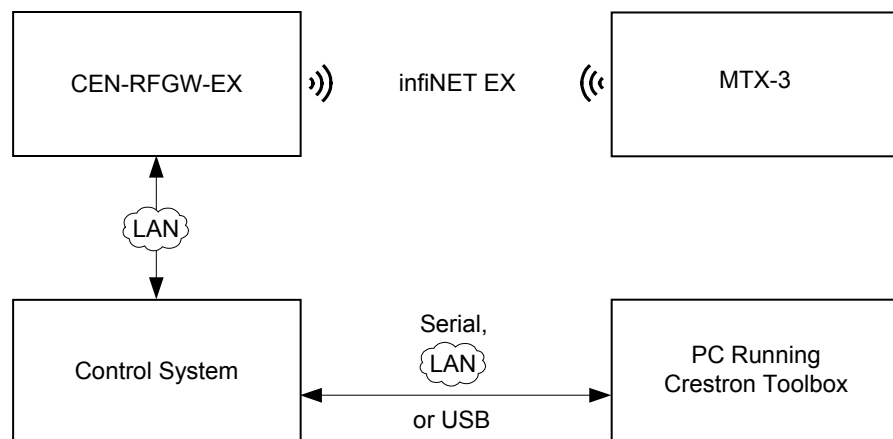 CEN-RFGW-EX
infiNET EX
MTX-3
LAN
Control System
Serial,
LAN
or USB
PC Running
Crestron Toolbox